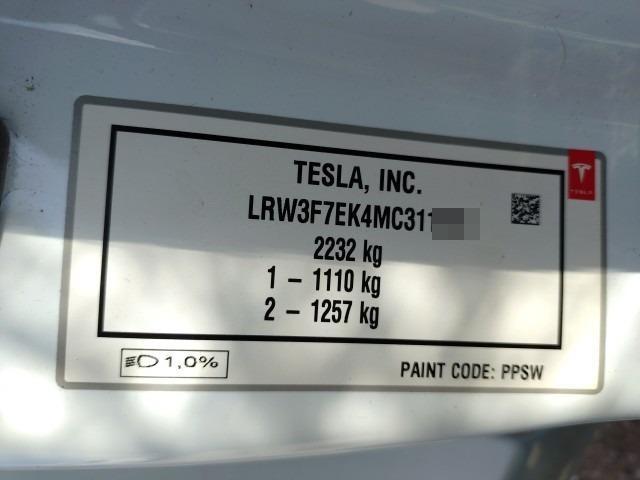 TESLA, INC.
LRW3F7EK4MC311
2232 kg
1 – 1110 kg
2 – 1257 kg
1,0%
PAINT CODE: PPSW
TESLA